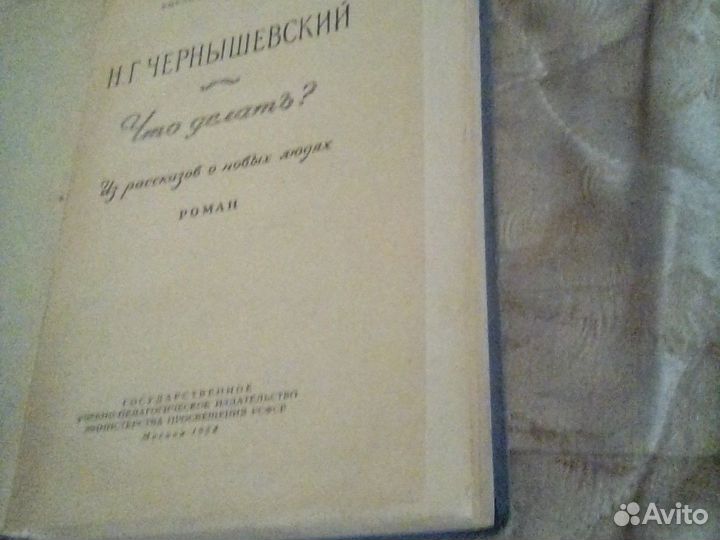 Н. Г. ЧЕРНЫШЕВСКИЙ
Что делать?
Из рассказов о новых людях
РОМАН
ГОСУДАРСТВЕННОЕ
УЧЕБНО-ПЕДАГОГИЧЕСКОЕ ИЗДАТЕЛЬСТВО
МИНИСТЕРСТВА ПРОСВЕЩЕНИЯ РСФСР
Москва
Avito